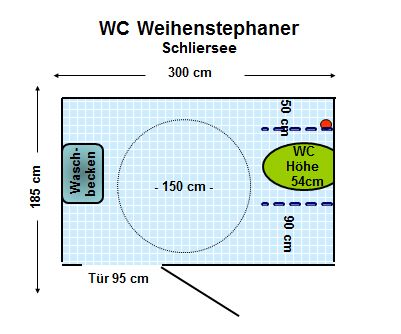 WC Weihenstephaner
Schliersee
300 cm
185 cm
50 cm
Wasch-
becken
- 150 cm -
WC
Höhe
54cm
90 cm
Tür 95 cm